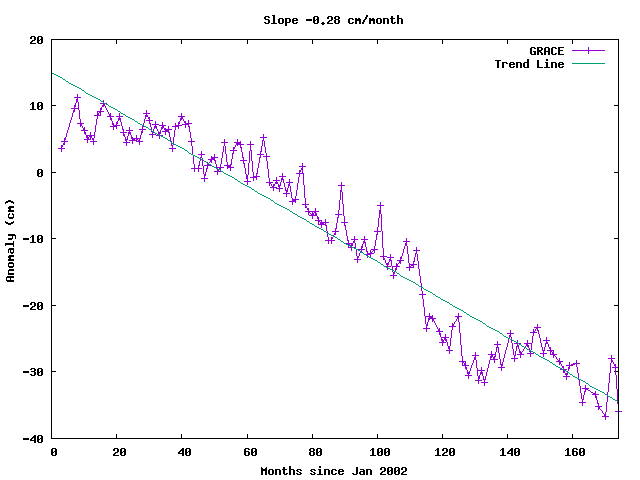 Slope -0.28 cm/month
GRACE
Trend Line
20
10
0
-10
-20
-30
-40
Anomaly (cm)
0 20 40 60 80 100 120 140 160
Months since Jan 2002